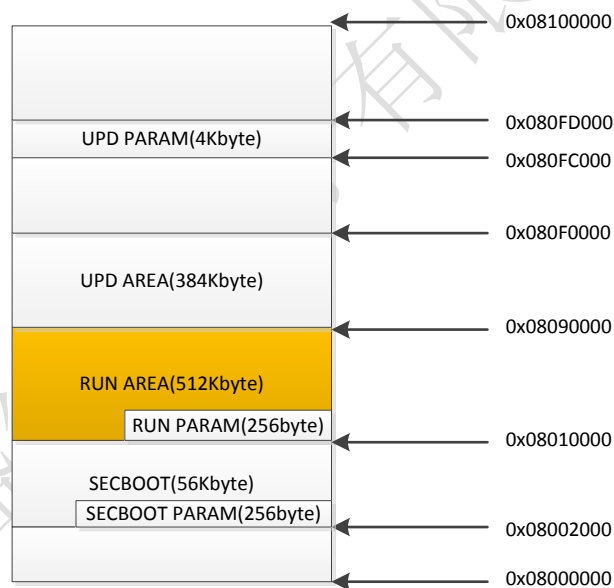 0x08100000
0x080FD000
UPD PARAM(4Kbyte)
0x080FC000
0x080F0000
UPD AREA(384Kbyte)
0x08090000
RUN AREA(512Kbyte)
RUN PARAM(256byte)
0x08010000
SECBOOT(56Kbyte)
SECBOOT PARAM(256byte)
0x08002000
0x08000000
有